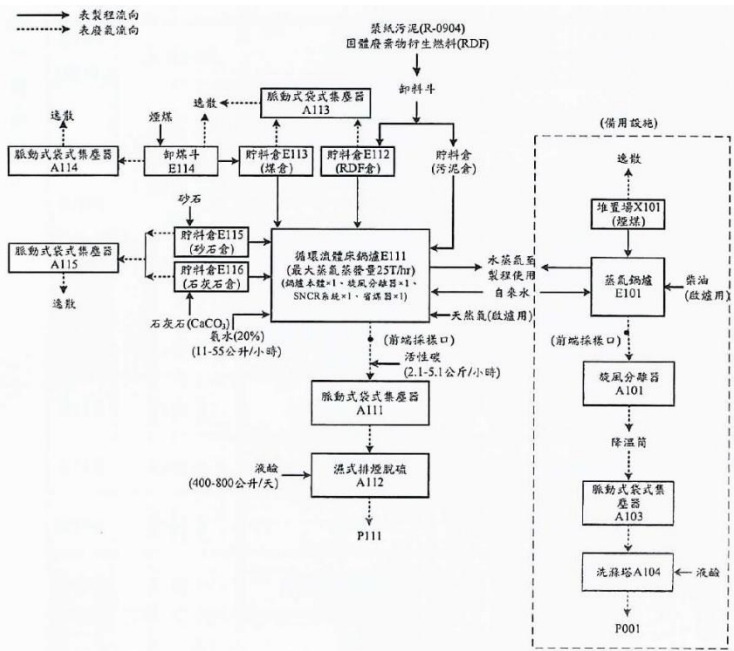 表製程流向
表廢氣流向
漿紙污泥(R-0904)
固體廢棄物衍生燃料(RDF)
卸料斗
脈動式袋式集塵器
A113
逸散
煙煤
逸散
脈動式袋式集塵器
A114
卸煤斗
E114
貯料倉E113
(煤倉)
貯料倉E112
(RDF倉)
貯料倉
(污泥倉)
砂石
貯料倉E115
(砂石倉)
脈動式袋式集塵器
A115
逸散
貯料倉E116
(石灰石倉)
石灰石(CaCO₃)
氨水(20%)
(11-55公升/小時)
循環流體床鍋爐E111
(最大蒸氣蒸發量25T/hr)
(鍋爐本體×1、旋風分離器×1、
SNCR系統×1、省煤器×1)
水蒸氣至
製程使用
自來水
天然氣(啟爐用)
(前端採樣口)
活性碳
(2.1-5.1公斤/小時)
脈動式袋式集塵器
A111
液鹼
(400-800公升/天)
濕式排煙脫硫
A112
P111
(備用設施)
逸散
堆置場X101
(煙煤)
蒸氣鍋爐
E101
柴油
(啟爐用)
(前端採樣口)
旋風分離器
A101
降溫筒
脈動式袋式集
塵器
A103
洗滌塔A104
液鹼
P001